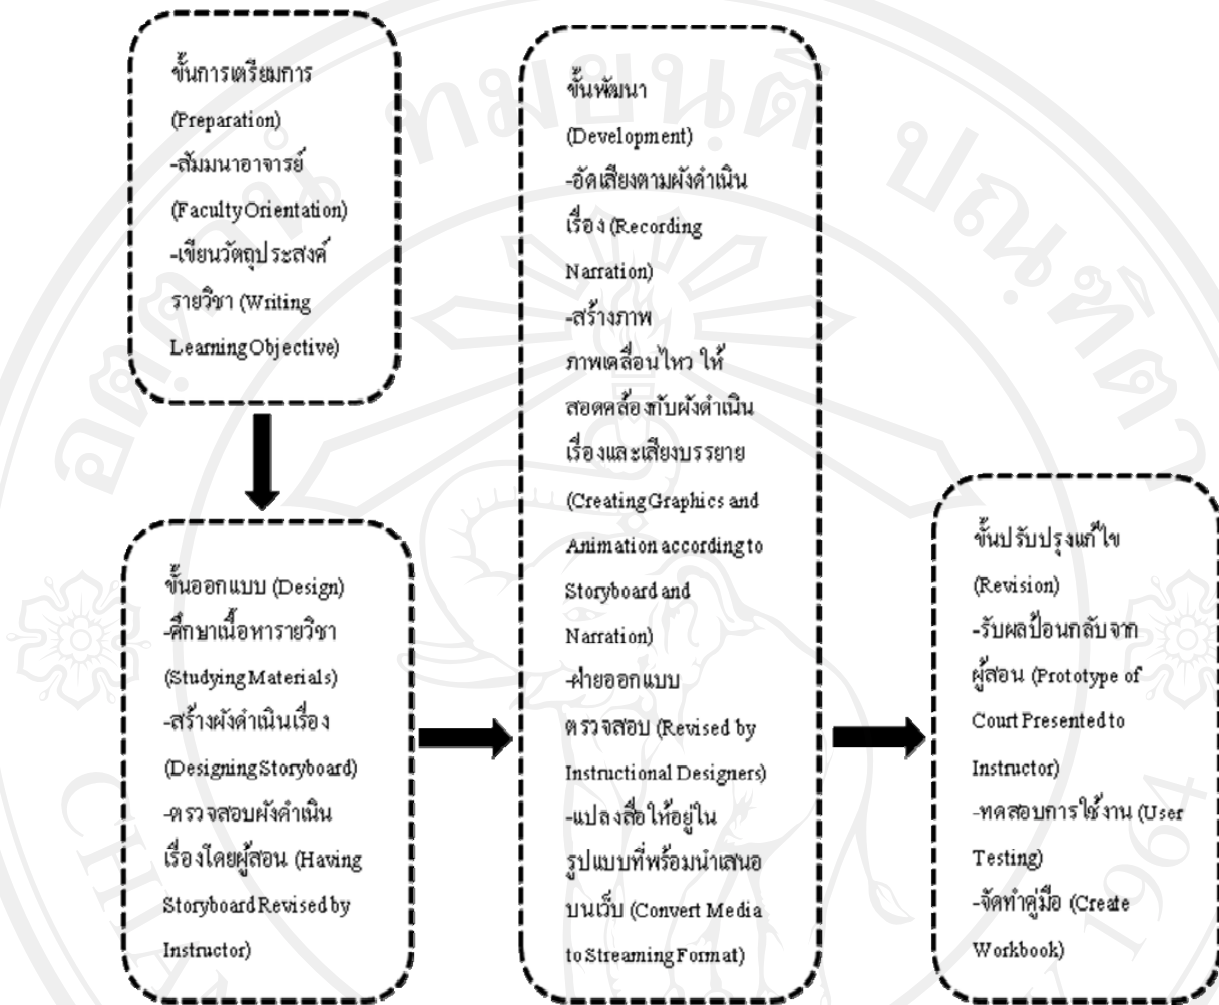 ขั้นการเตรียมการ
(Preparation)
-สัมมนาอาจารย์
(Faculty Orientation)
-เขียนวัตถุประสงค์
รายวิชา (Writing
Learning Objective)
ขั้นออกแบบ (Design)
-ศึกษาเนื้อหารายวิชา
(Studying Materials)
-สร้างผังดำเนินเรื่อง
(Designing Storyboard)
-ตรวจสอบผังดำเนิน
เรื่องโดยผู้สอน (Having
Storyboard Revised by
Instructor)
ขั้นพัฒนา
(Development)
-อัดเสียงตามผังดำเนิน
เรื่อง (Recording
Narration)
-สร้างภาพ
ภาพเคลื่อนไหว ให้
สอดคล้องกับผังดำเนิน
เรื่องและเสียงบรรยาย
(Creating Graphics and
Animation according to
Storyboard and
Narration)
-ฝ่ายออกแบบ
ตรวจสอบ (Revised by
Instructional Designers)
-แปลงสื่อให้อยู่ใน
รูปแบบที่พร้อมนำเสนอ
บนเว็บ (Convert Media
to Streaming Format)
ขั้นปรับปรุงแก้ไข
(Revision)
-รับผลป้อนกลับจาก
ผู้สอน (Prototype of
Court Presented to
Instructor)
-ทดสอบการใช้งาน (User
Testing)
-จัดทำคู่มือ (Create
Workbook)
1964